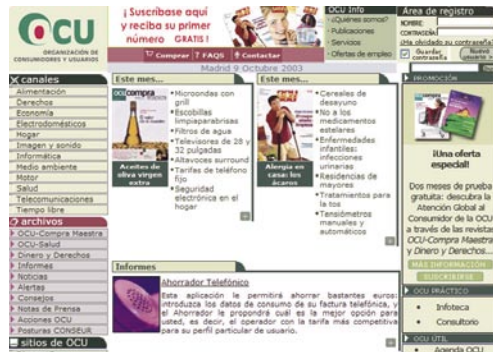 OCU
ORGANIZACIÓN DE
CONSUMIDORES Y USUARIOS
¡ Suscríbase aquí
y reciba su primer
número GRATIS !
Comprar ? FAQS Contactar
OCU Info
¿Quiénes somos?
Publicaciones
Servicios
Ofertas de empleo
Área de registro
NOMBRE:
CONTRASEÑA:
¿Ha olvidado su contraseña?
Guardar contraseña
Nuevo usuario
Madrid 9 Octubre 2003
canales
Alimentación
Derechos
Economía
Electrodomésticos
Hogar
Imagen y sonido
Informática
Medio ambiente
Motor
Salud
Telecomunicaciones
Tiempo libre
archivos
OCU-Compra Maestra
OCU-Salud
Dinero y Derechos
Informes
Noticias
Alertas
Consejos
Notas de Prensa
Acciones OCU
Posturas CONSEUR
sitios de OCU
Este mes...
OCUcompra
Aceites de
oliva virgen
extra
Microondas con
grill
Escobillas
limpiaparabrisas
Filtros de agua
Televisores de 28 y
32 pulgadas
Altavoces surround
Tarifas de teléfono
fijo
Seguridad
electrónica en el
hogar
Este mes...
Alergia en
casa: los
ácaros
Cereales de
desayuno
No a los
medicamentos
estelares
Enfermedades
infantiles:
infecciones
urinarias
Residencias de
mayores
Tratamientos para
la tos
Tensiómetros
manuales y
automáticos
Informes
Ahorrador Telefónico
Esta aplicación le permitirá ahorrar bastantes euros:
introduzca los datos de consumo de su factura telefónica, y
el Ahorrador le propondrá cuál es la mejor opción para
usted, es decir, el operador con la tarifa más competitiva
para su perfil particular de usuario.
PROMOCIÓN
¡Una oferta
especial!
Dos meses de prueba
gratuita: descubra la
Atención Global al
Consumidor de la OCU
a través de las revistas
OCU-Compra Maestra
y Dinero y Derechos...
MÁS INFORMACIÓN
SUSCRIBIRSE
OCU PRÁCTICO
Infoteca
Consultorio
OCU ÚTIL
Agenda OCU